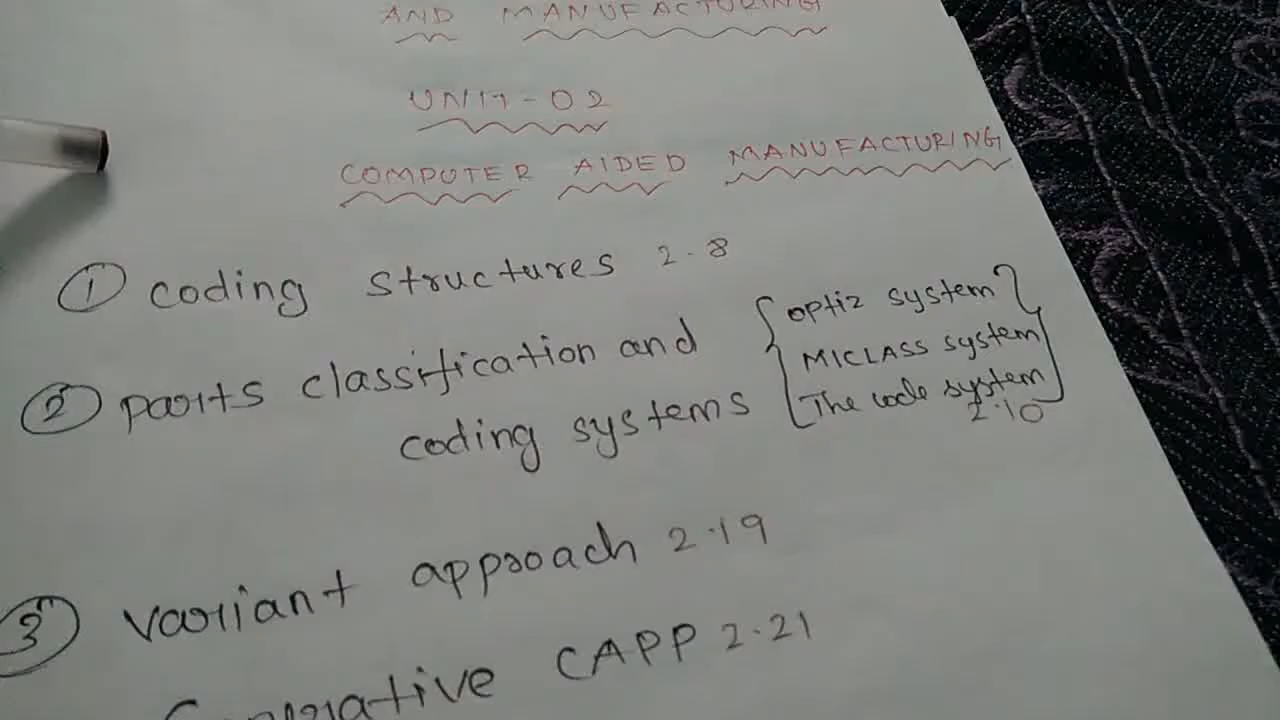 AND MANUFACTURING
UNIT-02
COMPUTER AIDED MANUFACTURING
① coding structures 2.8
② parts classification and coding systems
{ optiz system }
MICLASS system
The code system
2.10
③ variant approach 2.19
Generative CAPP 2.21